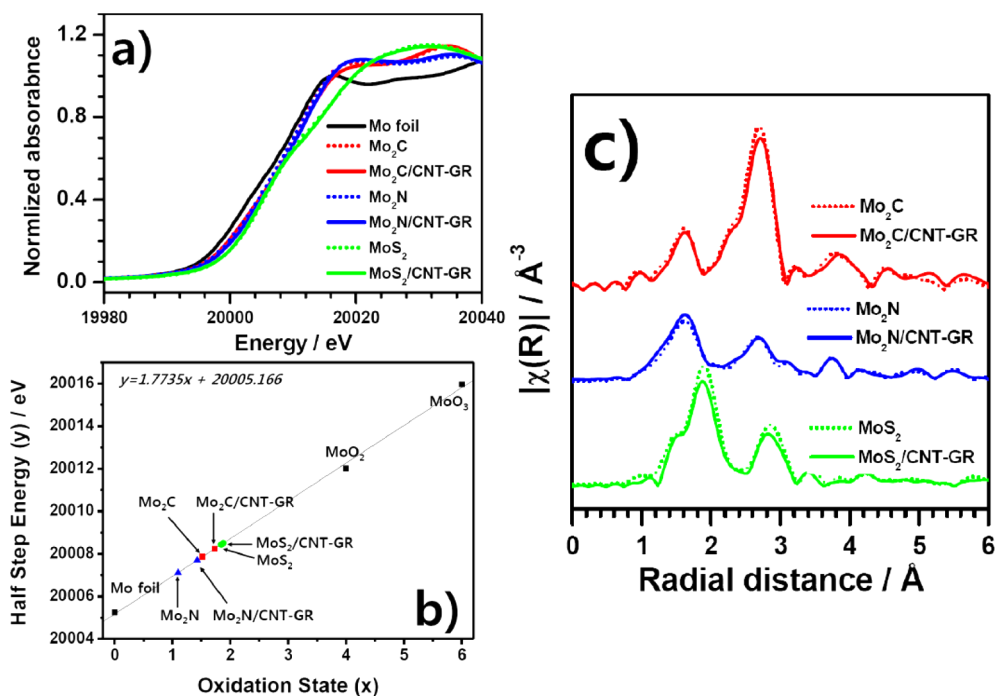 a)
Normlized absorabnce
1.2
0.8
0.4
0.0
Mo foil
Mo₂C
Mo₂C/CNT-GR
Mo₂N
Mo₂N/CNT-GR
MoS₂
MoS₂/CNT-GR
19980 20000 20020 20040
Energy / eV
b)
Half Step Energy (y) / eV
20016
20012
20008
20006
20004
y=1.7735x + 20005.166
MoO₃
MoO₂
Mo₂C Mo₂C/CNT-GR
MoS₂/CNT-GR
MoS₂
Mo foil
Mo₂N Mo₂N/CNT-GR
0 1 2 3 4 5 6
Oxidation State (x)
c)
|χ(R)| / Å⁻³
Mo₂C
Mo₂C/CNT-GR
Mo₂N
Mo₂N/CNT-GR
MoS₂
MoS₂/CNT-GR
0 1 2 3 4 5 6
Radial distance / Å